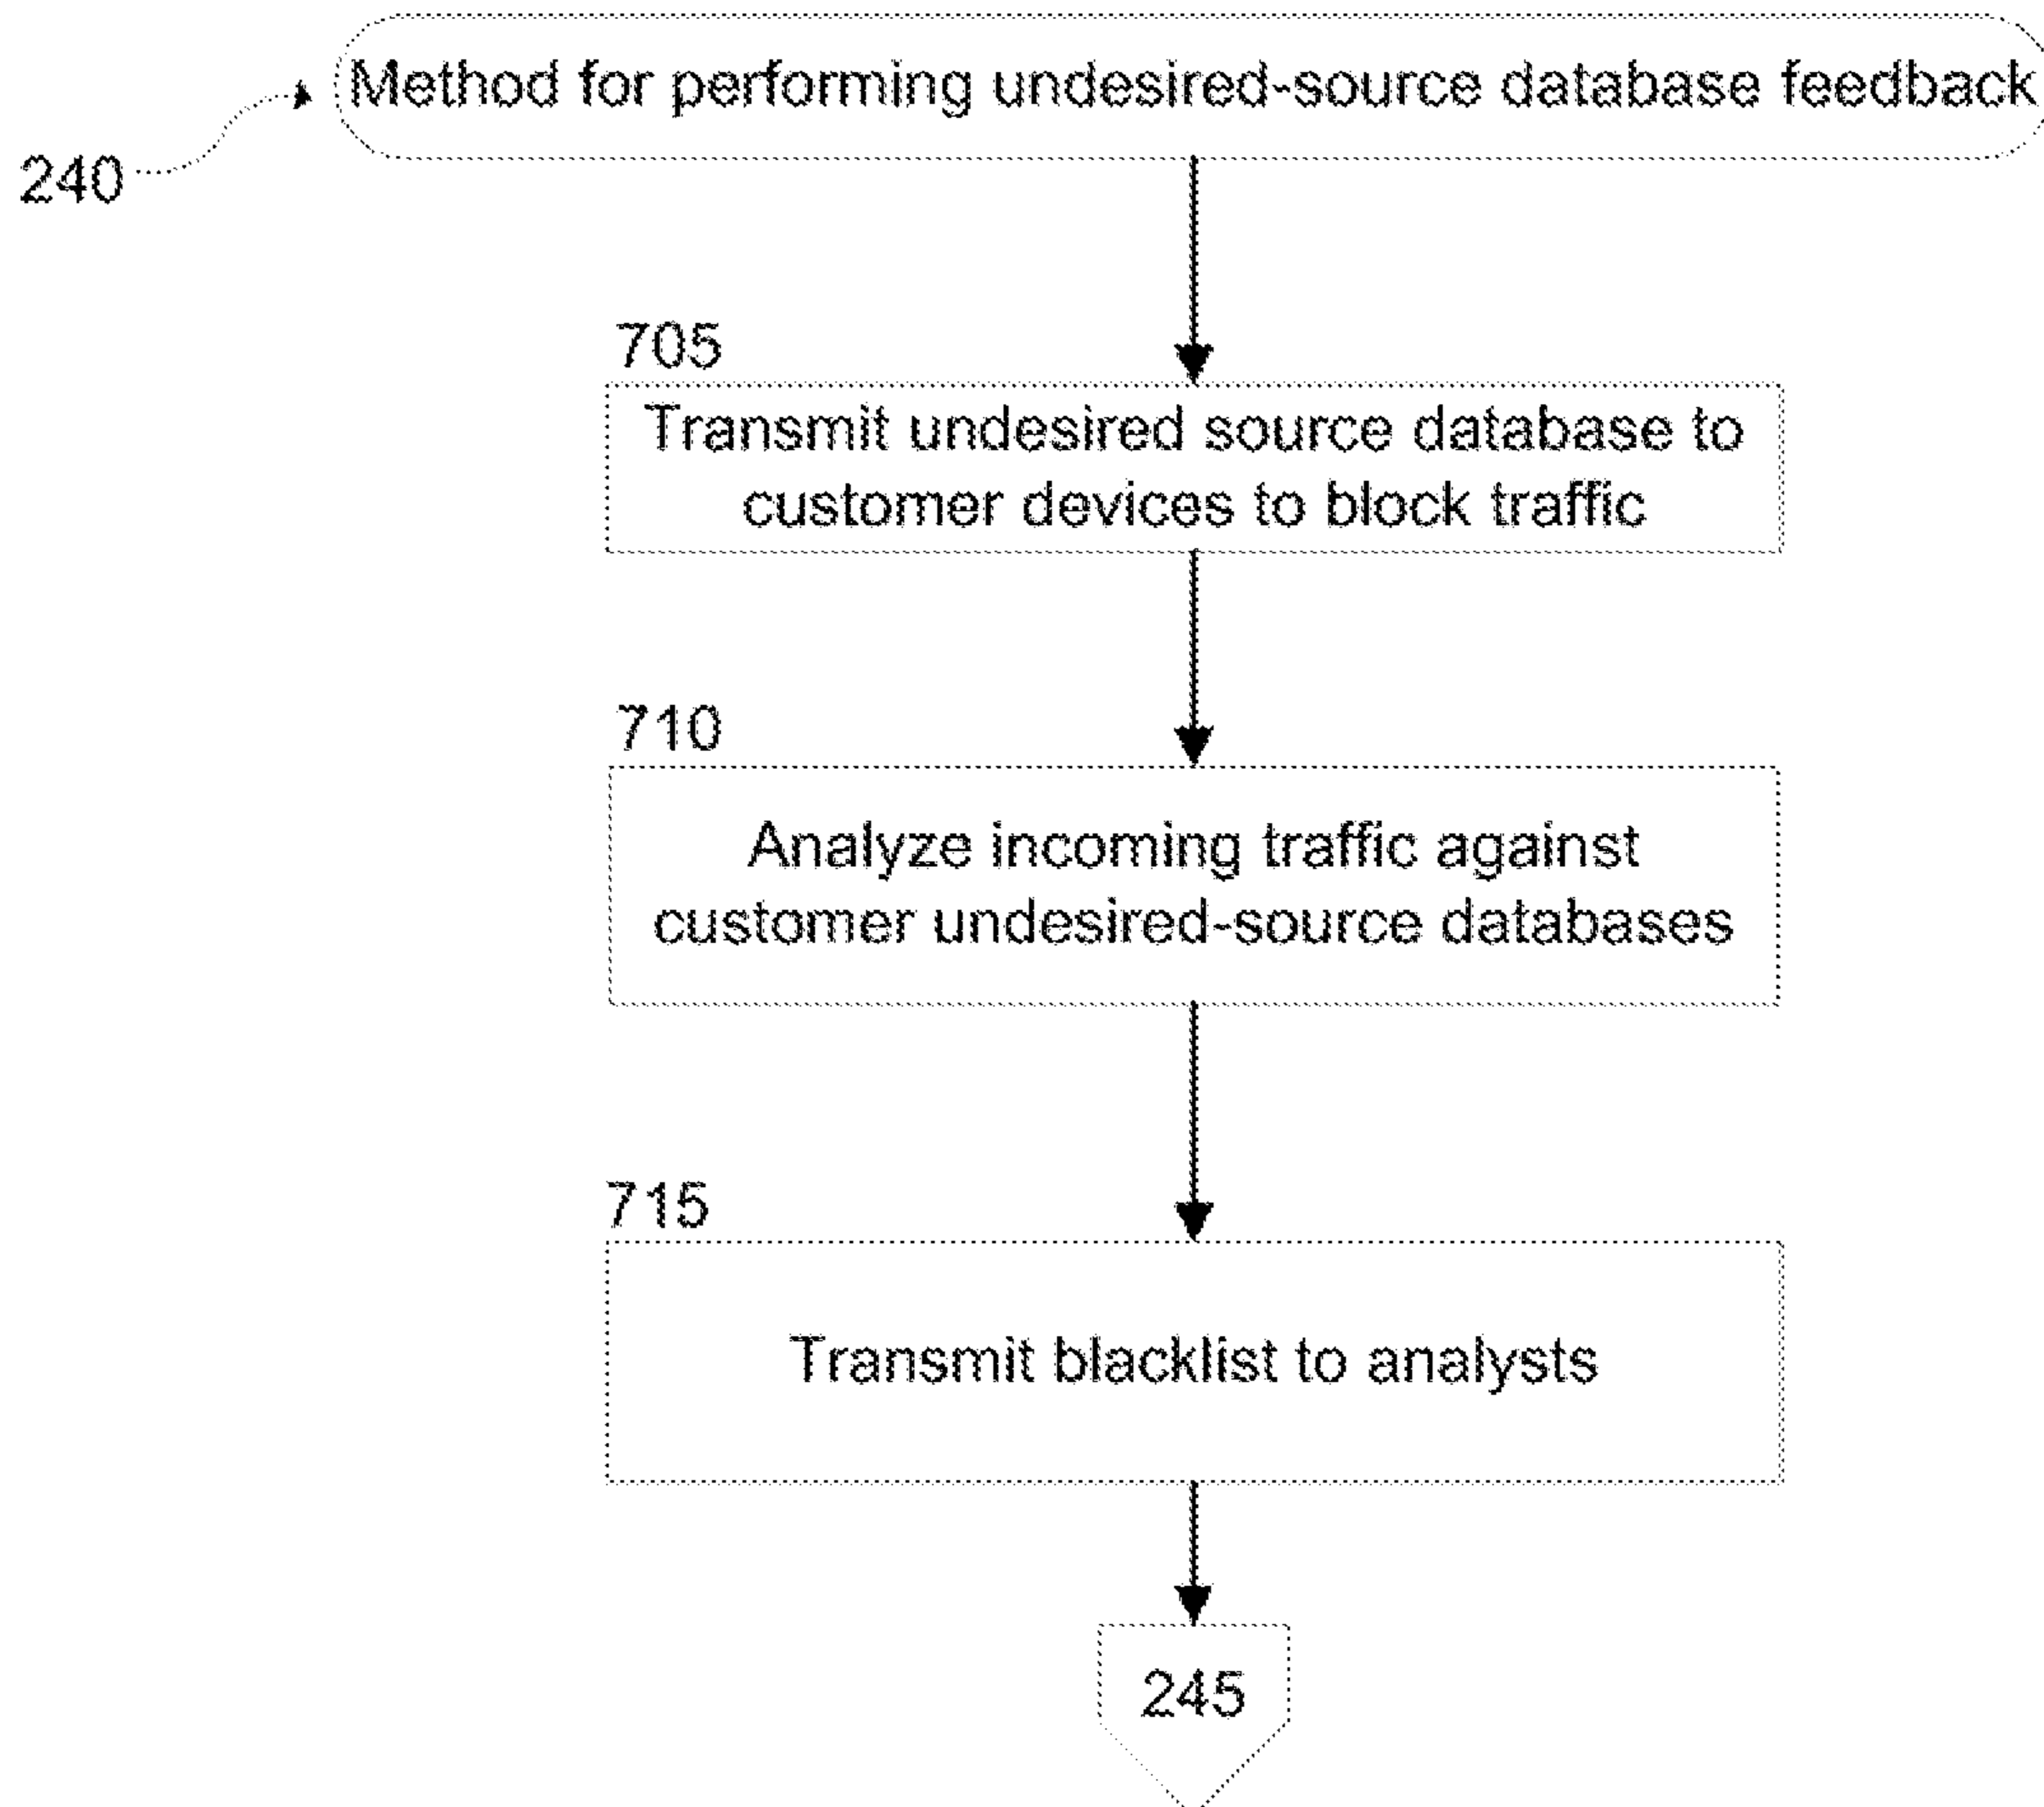 Method for performing undesired-source database feedback
240
705
Transmit undesired source database to
customer devices to block traffic
710
Analyze incoming traffic against
customer undesired-source databases
715
Transmit blacklist to analysts
245